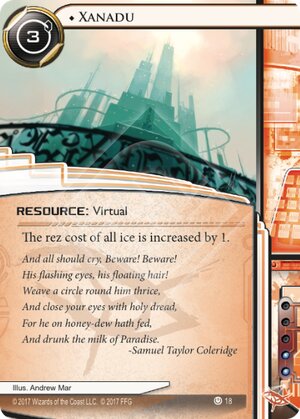 ♦ XANADU
3
RESOURCE: Virtual
The rez cost of all ice is increased by 1.
And all should cry, Beware! Beware!
His flashing eyes, his floating hair!
Weave a circle round him thrice,
And close your eyes with holy dread,
For he on honey-dew hath fed,
And drunk the milk of Paradise.
-Samuel Taylor Coleridge
Illus. Andrew Mar
© 2017 Wizards of the Coast LLC. © 2017 FFG
18